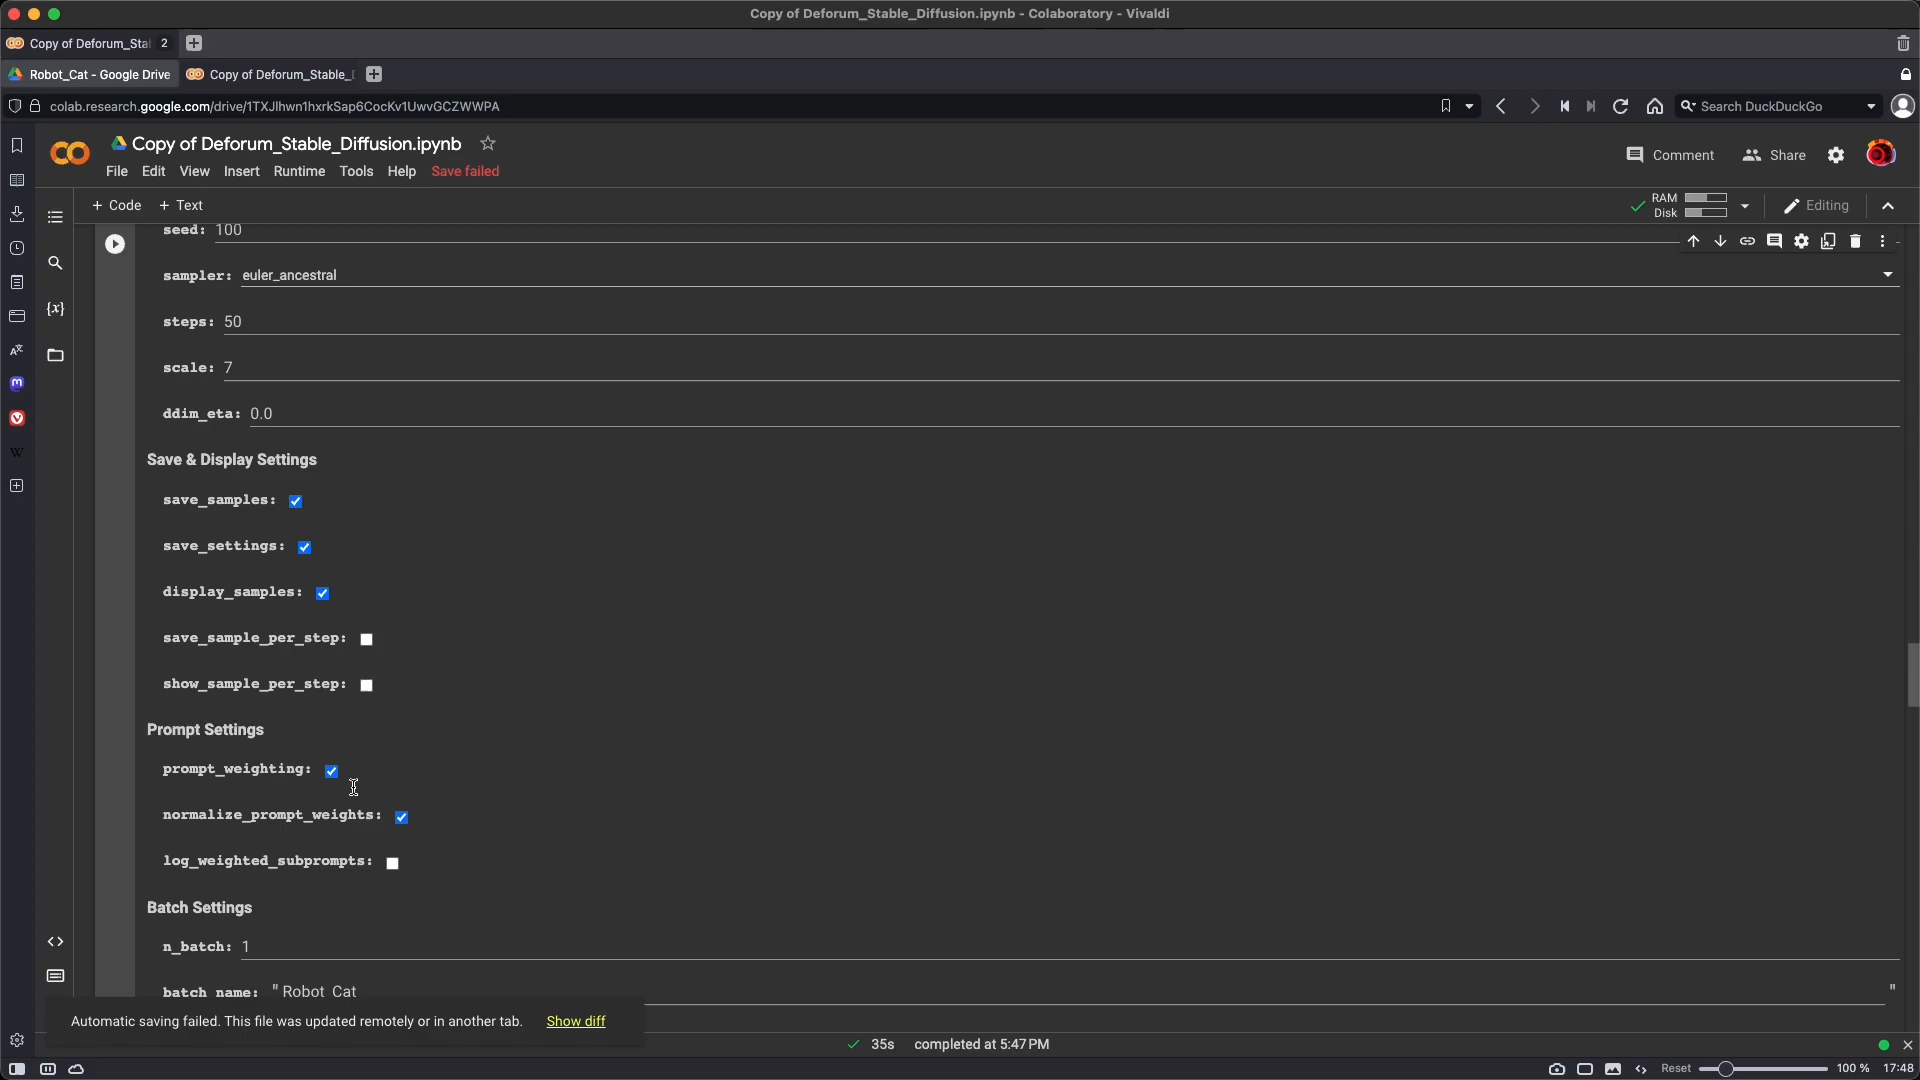 Copy of Deforum_Stable_Diffusion.ipynb - Colaboratory - Vivaldi
Copy of Deforum_Sta 2
Robot_Cat - Google Drive Copy of Deforum_Stable_
colab.research.google.com/drive/1TXJlhwn1hxrkSap6CocKv1UwvGCZWWPA Search DuckDuckGo
Copy of Deforum_Stable_Diffusion.ipynb
Comment Share
File Edit View Insert Runtime Tools Help Save failed
+ Code + Text RAM Disk Editing
seed: 100
sampler: euler_ancestral
steps: 50
scale: 7
ddim_eta: 0.0
Save & Display Settings
save_samples:
save_settings:
display_samples:
save_sample_per_step:
show_sample_per_step:
Prompt Settings
prompt_weighting:
normalize_prompt_weights:
log_weighted_subprompts:
Batch Settings
n_batch: 1
batch_name: " Robot_Cat "
Automatic saving failed. This file was updated remotely or in another tab. Show diff
35s completed at 5:47 PM
Reset 100 % 17:48